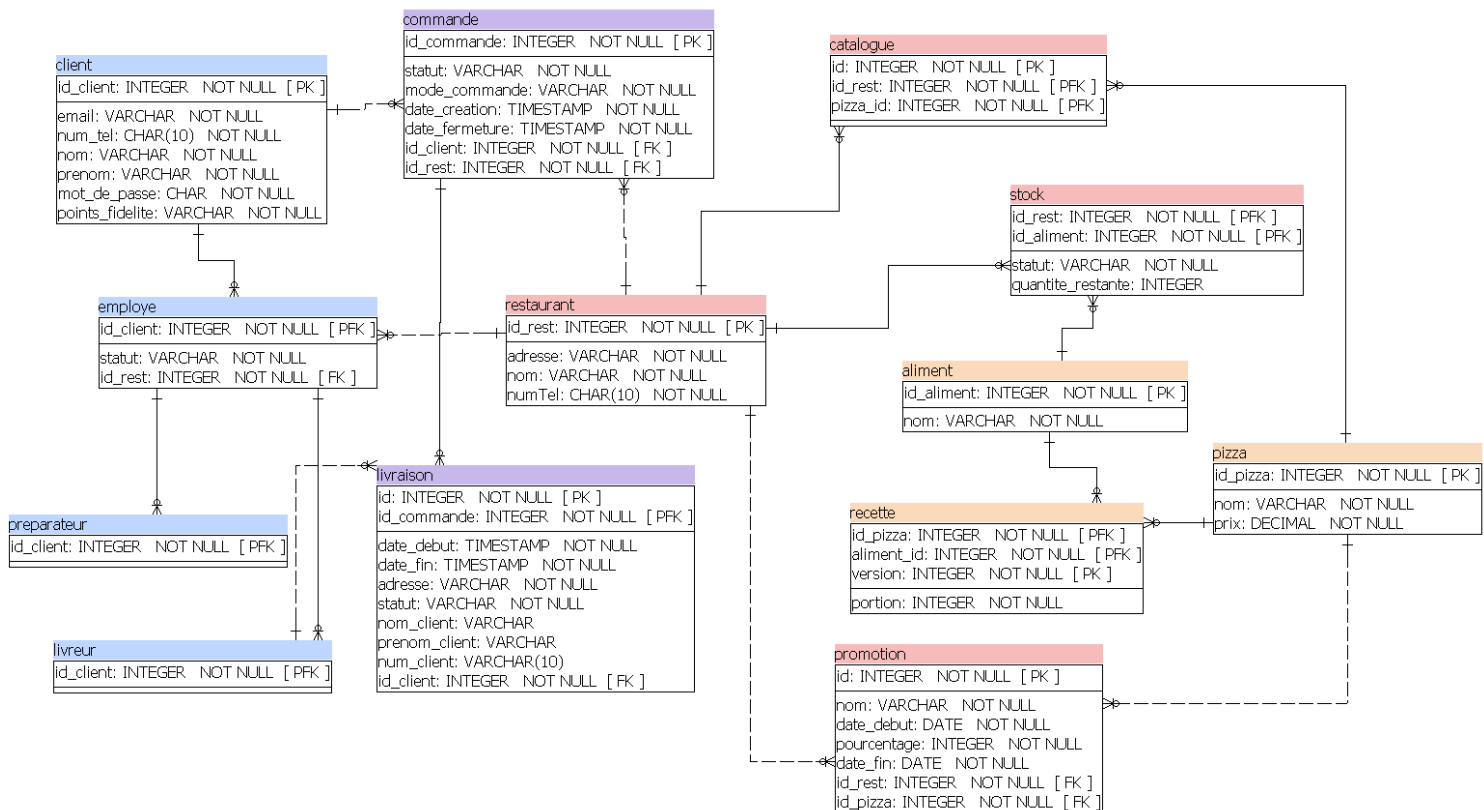 commande
id_commande: INTEGER NOT NULL [ PK ]
statut: VARCHAR NOT NULL
mode_commande: VARCHAR NOT NULL
date_creation: TIMESTAMP NOT NULL
date_fermeture: TIMESTAMP NOT NULL
id_client: INTEGER NOT NULL [ FK ]
id_rest: INTEGER NOT NULL [ FK ]
catalogue
id: INTEGER NOT NULL [ PK ]
id_rest: INTEGER NOT NULL [ PFK ]
pizza_id: INTEGER NOT NULL [ PFK ]
client
id_client: INTEGER NOT NULL [ PK ]
email: VARCHAR NOT NULL
num_tel: CHAR(10) NOT NULL
nom: VARCHAR NOT NULL
prenom: VARCHAR NOT NULL
mot_de_passe: CHAR NOT NULL
points_fidelite: VARCHAR NOT NULL
stock
id_rest: INTEGER NOT NULL [ PFK ]
id_aliment: INTEGER NOT NULL [ PFK ]
statut: VARCHAR NOT NULL
quantite_restante: INTEGER
employe
id_client: INTEGER NOT NULL [ PFK ]
statut: VARCHAR NOT NULL
id_rest: INTEGER NOT NULL [ FK ]
restaurant
id_rest: INTEGER NOT NULL [ PK ]
adresse: VARCHAR NOT NULL
nom: VARCHAR NOT NULL
numTel: CHAR(10) NOT NULL
aliment
id_aliment: INTEGER NOT NULL [ PK ]
nom: VARCHAR NOT NULL
pizza
id_pizza: INTEGER NOT NULL [ PK ]
nom: VARCHAR NOT NULL
prix: DECIMAL NOT NULL
livraison
id: INTEGER NOT NULL [ PK ]
id_commande: INTEGER NOT NULL [ PFK ]
date_debut: TIMESTAMP NOT NULL
date_fin: TIMESTAMP NOT NULL
adresse: VARCHAR NOT NULL
statut: VARCHAR NOT NULL
nom_client: VARCHAR
prenom_client: VARCHAR
num_client: VARCHAR(10)
id_client: INTEGER NOT NULL [ FK ]
recette
id_pizza: INTEGER NOT NULL [ PFK ]
aliment_id: INTEGER NOT NULL [ PFK ]
version: INTEGER NOT NULL [ PK ]
portion: INTEGER NOT NULL
preparateur
id_client: INTEGER NOT NULL [ PFK ]
livreur
id_client: INTEGER NOT NULL [ PFK ]
promotion
id: INTEGER NOT NULL [ PK ]
nom: VARCHAR NOT NULL
date_debut: DATE NOT NULL
pourcentage: INTEGER NOT NULL
date_fin: DATE NOT NULL
id_rest: INTEGER NOT NULL [ FK ]
id_pizza: INTEGER NOT NULL [ FK ]